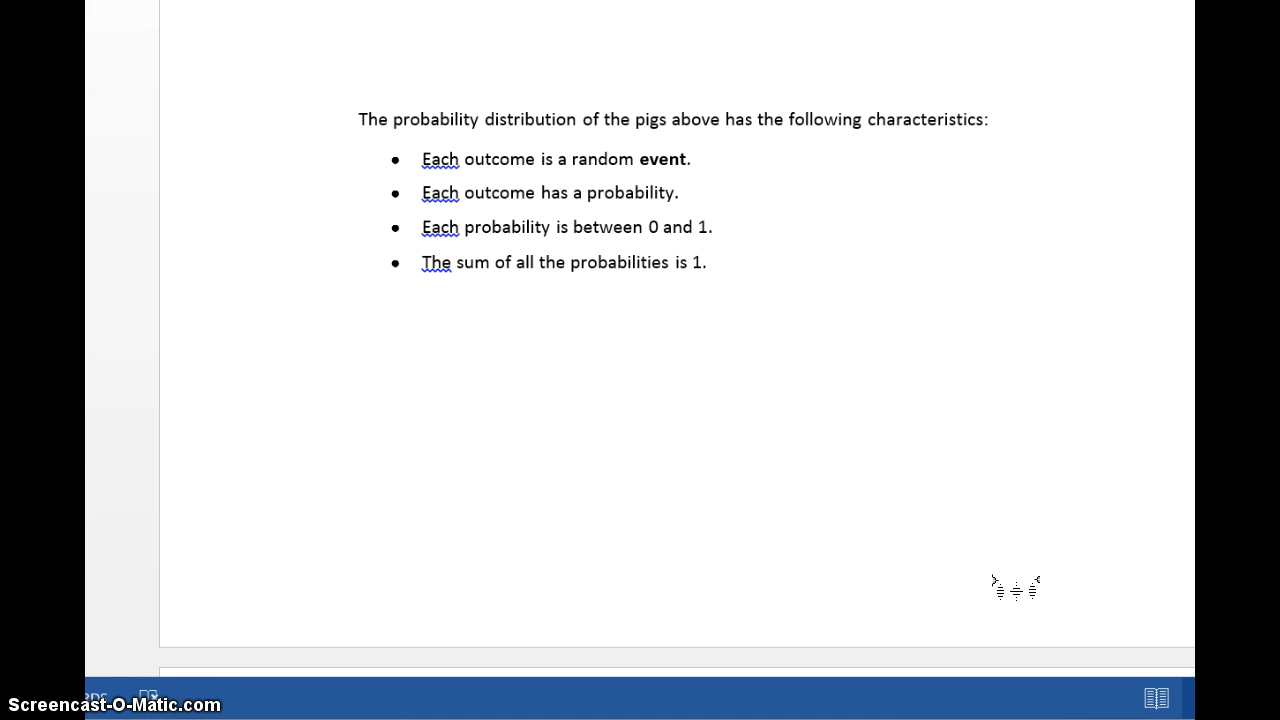 The probability distribution of the pigs above has the following characteristics:
• Each outcome is a random event.
• Each outcome has a probability.
• Each probability is between 0 and 1.
• The sum of all the probabilities is 1.
Screencast-O-Matic.com